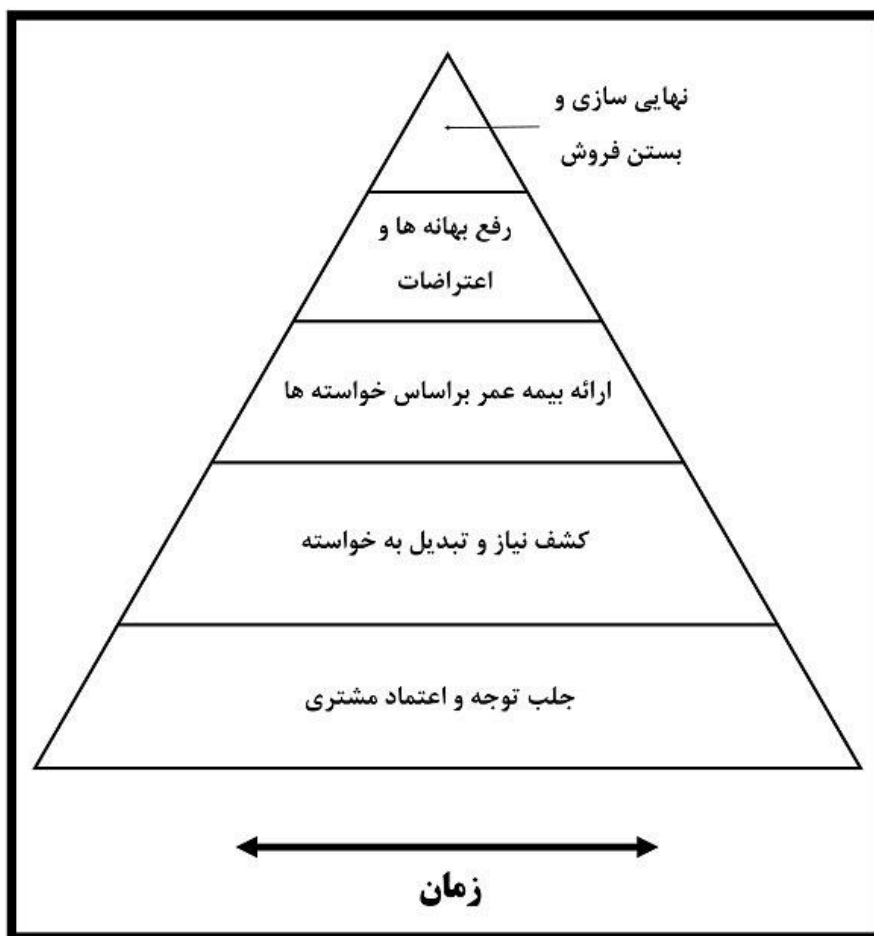 نهایی سازی و
بستن فروش
رفع بهانه ها و
اعتراضات
ارائه بیمه عمر براساس خواسته ها
کشف نیاز و تبدیل به خواسته
جلب توجه و اعتماد مشتری
زمان